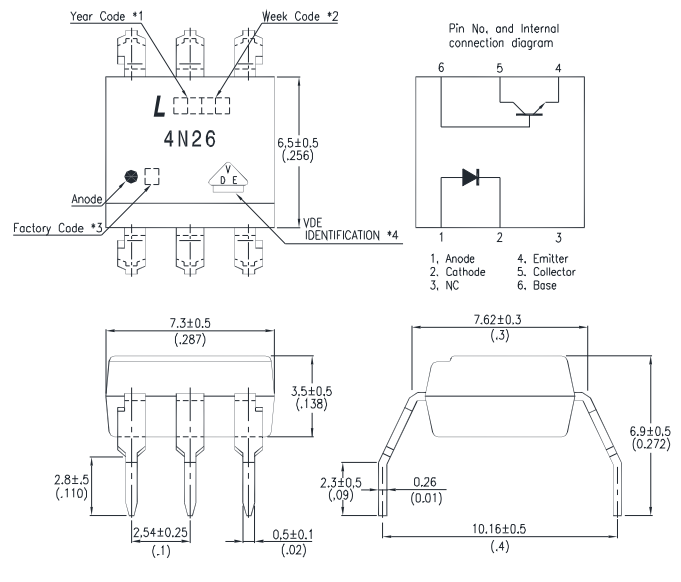 Year Code *1
Week Code *2
L
4N26
Anode
V
D E
Factory Code *3
VDE
IDENTIFICATION *4
6,5±0.5
(.256)
Pin No, and Internal
connection diagram
6 5 4
1 2 3
1, Anode 4, Emitter
2. Cathode 5. Collector
3, NC 6. Base
7.3±0.5
(.287)
3.5±0.5
(.138)
2.8±.5
(.110)
2,54±0.25
(.1)
0,5±0.1
(.02)
7.62±0.3
(.3)
6.9±0.5
(0.272)
2.3±0,5
(.09)
0.26
(0.01)
10.16±0.5
(.4)